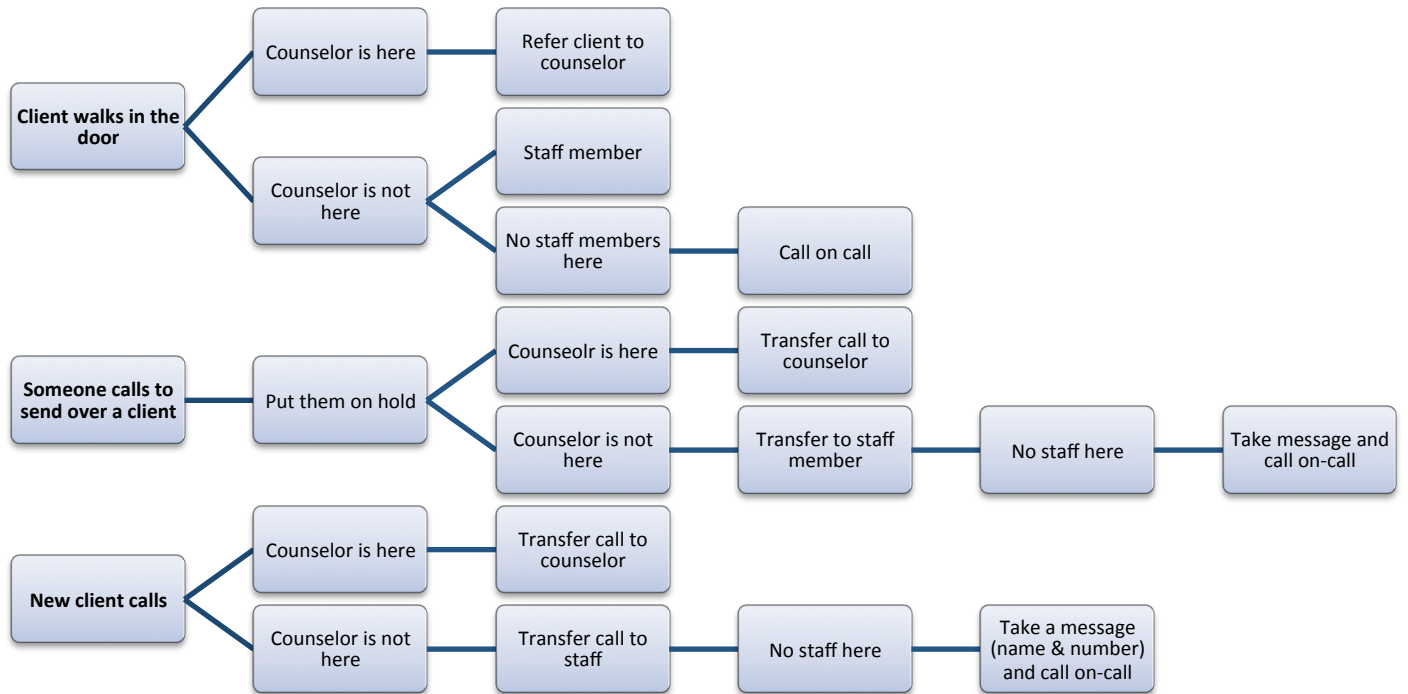 Client walks in the
door
Counselor is here
Refer client to
counselor
Counselor is not
here
Staff member
No staff members
here
Call on call
Someone calls to
send over a client
Put them on hold
Counseolr is here
Transfer call to
counselor
Counselor is not
here
Transfer to staff
member
No staff here
Take message and
call on-call
New client calls
Counselor is here
Transfer call to
counselor
Counselor is not
here
Transfer call to
staff
No staff here
Take a message
(name & number)
and call on-call